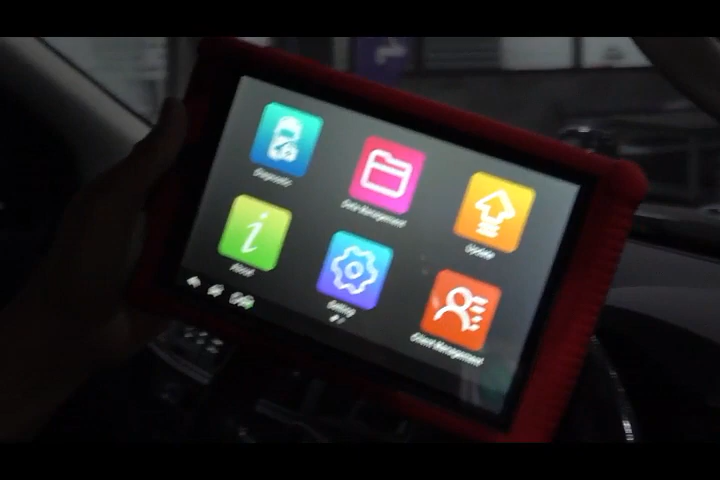 Diagnostic
Data Management
Update
About
Setting
Client Management